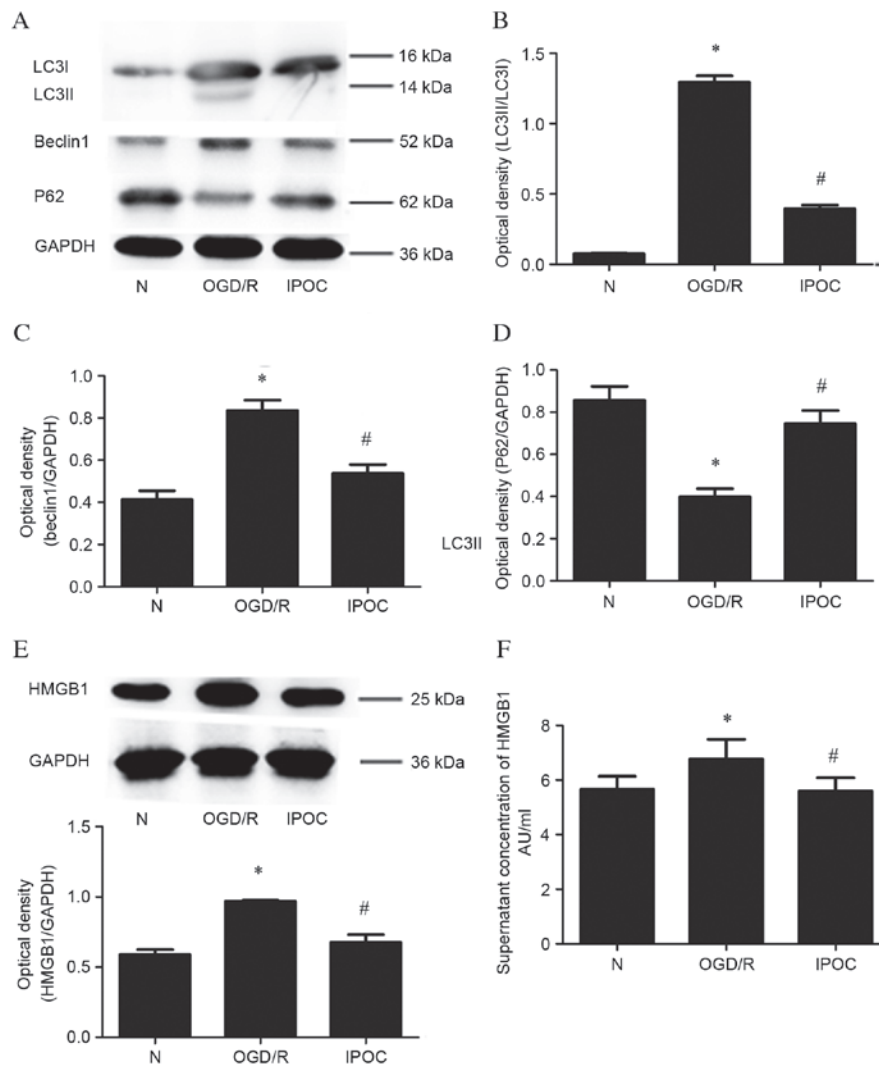 A
LC3I
LC3II
16 kDa
14 kDa
Beclin1
52 kDa
P62
62 kDa
GAPDH
36 kDa
N OGD/R IPOC
B
Optical density (LC3II/LC3I)
1.5
1.0
0.5
0.0
*
#
N OGD/R IPOC
C
Optical density
(beclin1/GAPDH)
1.0
0.8
0.6
0.4
0.2
0.0
*
#
N OGD/R IPOC
D
LC3II
Optical density (P62/GAPDH)
1.0
0.8
0.6
0.4
0.2
0.0
*
#
N OGD/R IPOC
E
HMGB1
25 kDa
GAPDH
36 kDa
N OGD/R IPOC
Optical density
(HMGB1/GAPDH)
1.5
1.0
0.5
0.0
*
#
N OGD/R IPOC
F
Supernatant concentration of HMGB1
AU/ml
8
6
4
2
0
*
#
N OGD/R IPOC